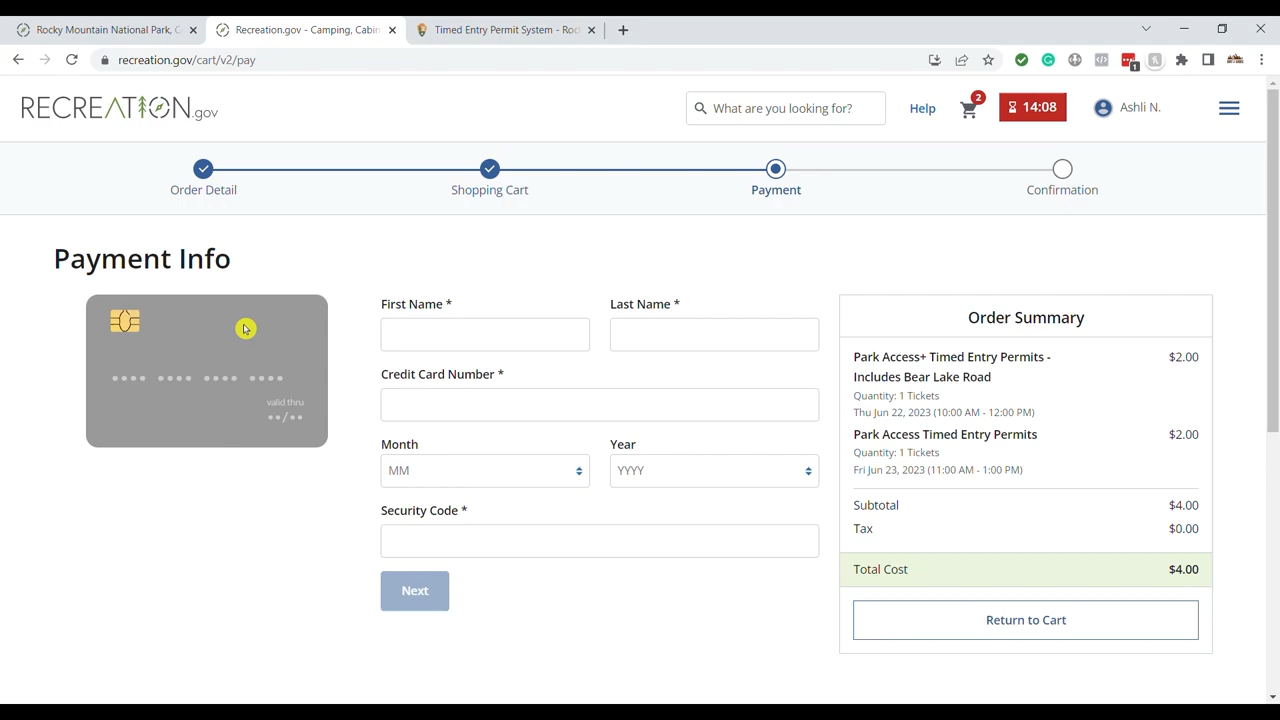 Rocky Mountain National Park, C
Recreation.gov - Camping, Cabin
Timed Entry Permit System - Roc
recreation.gov/cart/v2/pay
1
RECREATION.gov
What are you looking for?
Help
2
14:08
Ashli N.
Order Detail
Shopping Cart
Payment
Confirmation
Payment Info
valid thru
First Name *
Last Name *
Credit Card Number *
Month
Year
MM
YYYY
Security Code *
Next
Order Summary
Park Access+ Timed Entry Permits - $2.00
Includes Bear Lake Road
Quantity: 1 Tickets
Thu Jun 22, 2023 (10:00 AM - 12:00 PM)
Park Access Timed Entry Permits $2.00
Quantity: 1 Tickets
Fri Jun 23, 2023 (11:00 AM - 1:00 PM)
Subtotal $4.00
Tax $0.00
Total Cost $4.00
Return to Cart